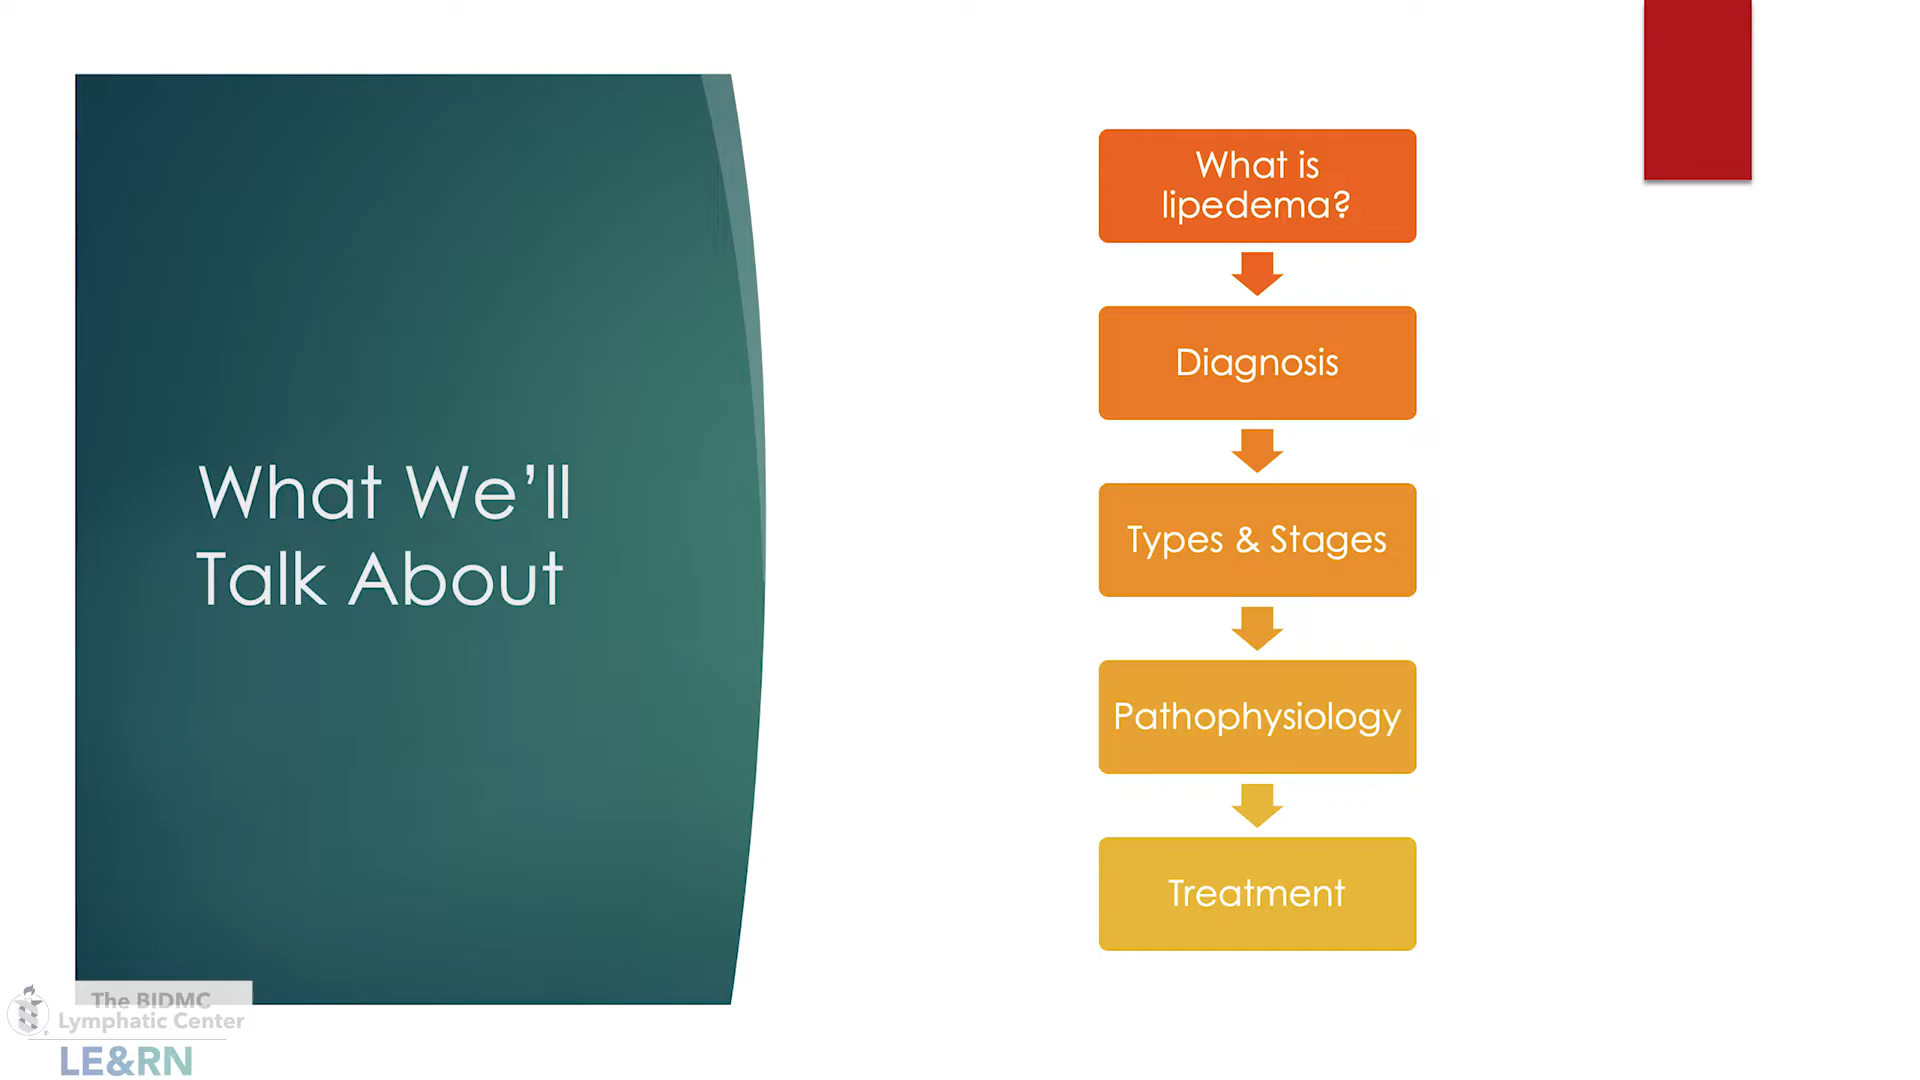 What We’ll
Talk About
What is
lipedema?
Diagnosis
Types & Stages
Pathophysiology
Treatment
The BIDMC
Lymphatic Center
LE&RN